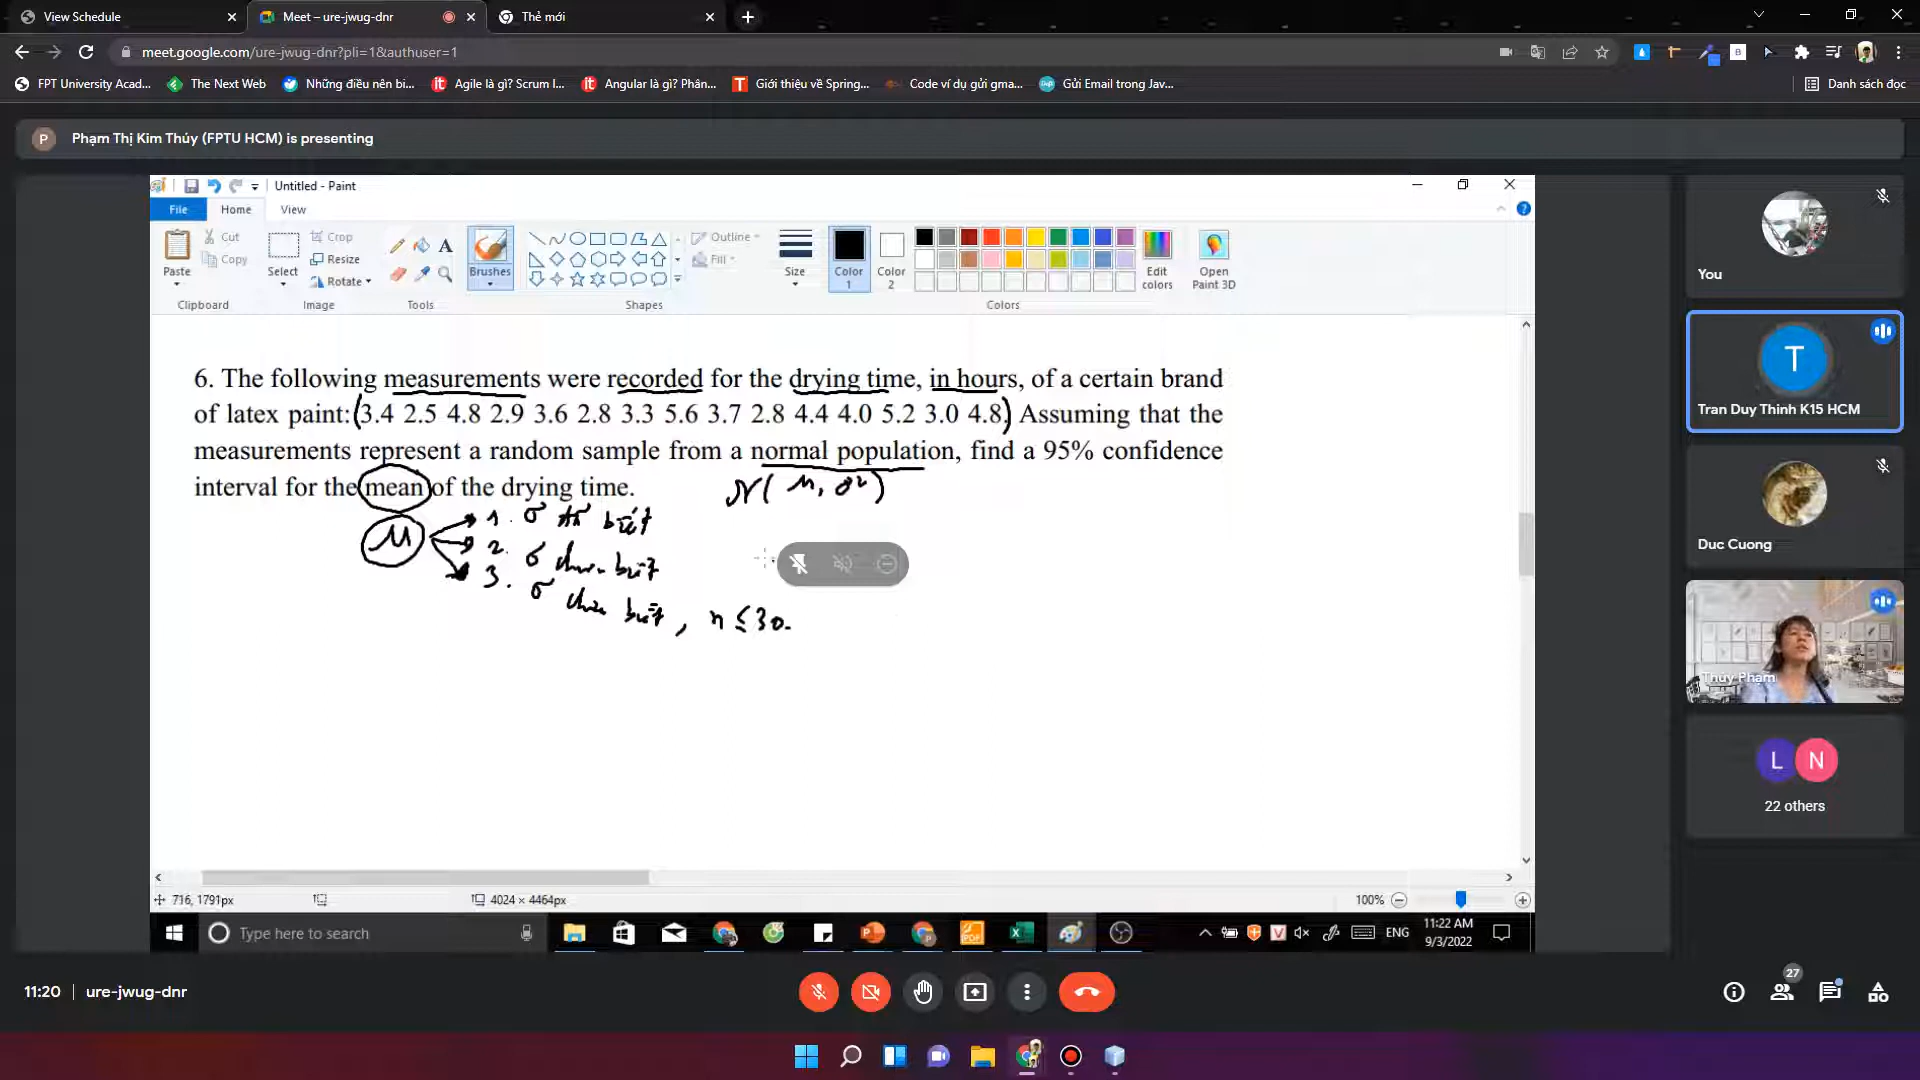 View Schedule
Meet – ure-jwug-dnr
Thẻ mới
meet.google.com/ure-jwug-dnr?pli=1&authuser=1
FPT University Acad...
The Next Web
Những điều nên bi...
Agile là gì? Scrum l...
Angular là gì? Phân...
Giới thiệu về Spring...
Code ví dụ gửi gma...
Gửi Email trong Jav...
Danh sách đọc
P
Phạm Thị Kim Thủy (FPTU HCM) is presenting
Untitled - Paint
File Home View
Cut Crop Outline
Paste Copy Select Resize Rotate A Brushes Fill Size Color 1 Color 2 Edit colors Open Paint 3D
Clipboard Image Tools Shapes Colors
6. The following measurements were recorded for the drying time, in hours, of a certain brand
of latex paint: (3.4 2.5 4.8 2.9 3.6 2.8 3.3 5.6 3.7 2.8 4.4 4.0 5.2 3.0 4.8.) Assuming that the
measurements represent a random sample from a normal population, find a 95% confidence
interval for the mean of the drying time.
N( μ, σ²)
μ
1. σ đã biết
2. σ chưa biết
3. σ chưa biết, n ≤ 30.
716, 1791px
4024 × 4464px
100%
Type here to search
ENG
11:22 AM
9/3/2022
You
T
Tran Duy Thinh K15 HCM
Duc Cuong
Thuy Phạm
L N
22 others
11:20 | ure-jwug-dnr
27